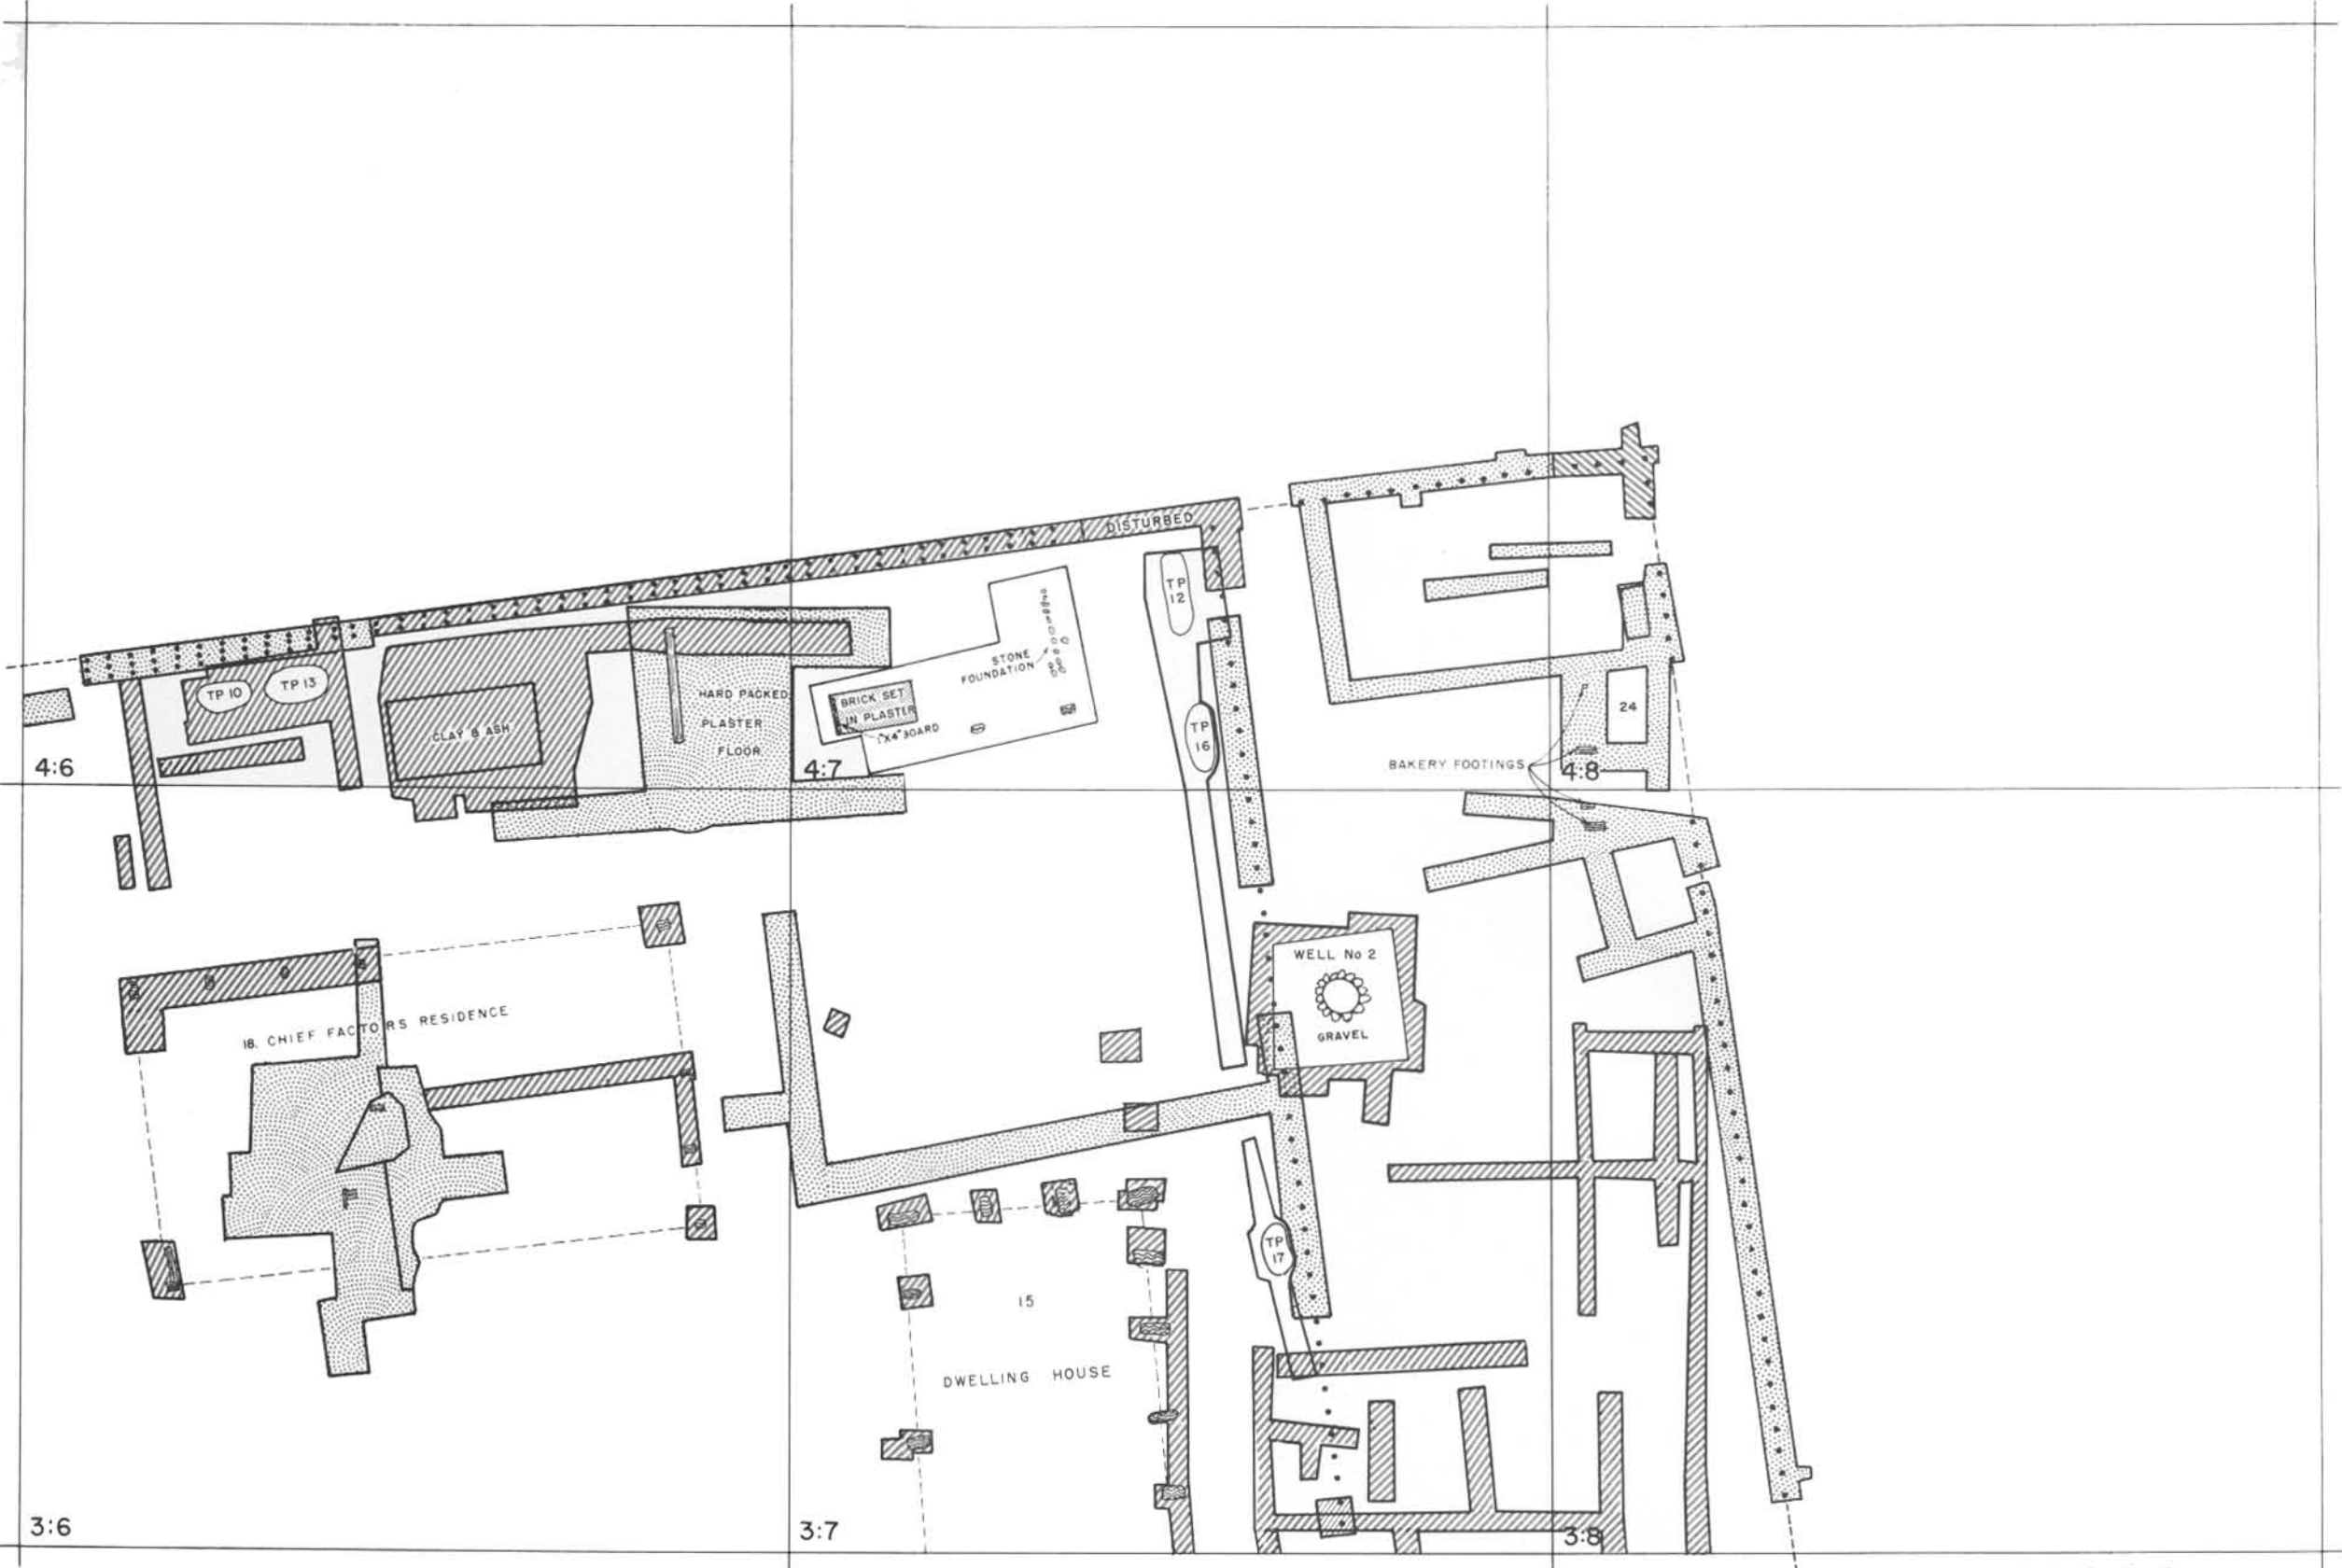 DISTURBED
TP
12
STONE
FOUNDATION
TP 10
TP 13
HARD PACKED
PLASTER
FLOOR
BRICK SET
IN PLASTER
1"X4" BOARD
CLAY & ASH
TP
16
24
BAKERY FOOTINGS
4:6
4:7
4:8
WELL No 2
GRAVEL
18. CHIEF FACTORS RESIDENCE
TP
17
15
DWELLING HOUSE
3:6
3:7
3:8